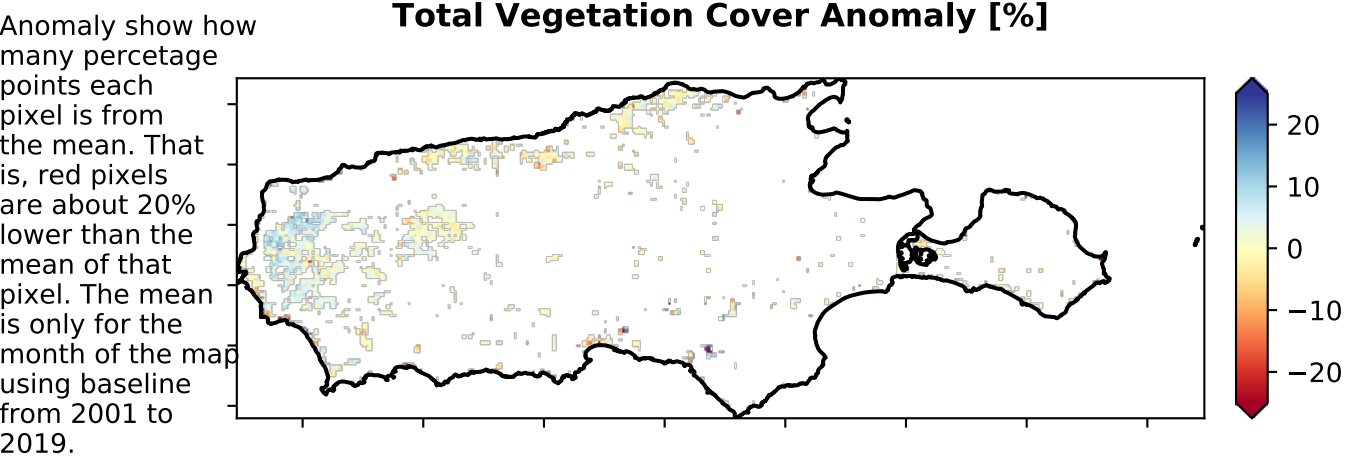 Total Vegetation Cover Anomaly [%]
Anomaly show how
many percetage
points each
pixel is from
the mean. That
is, red pixels
are about 20%
lower than the
mean of that
pixel. The mean
is only for the
month of the map
using baseline
from 2001 to
2019.
20
10
0
−10
−20